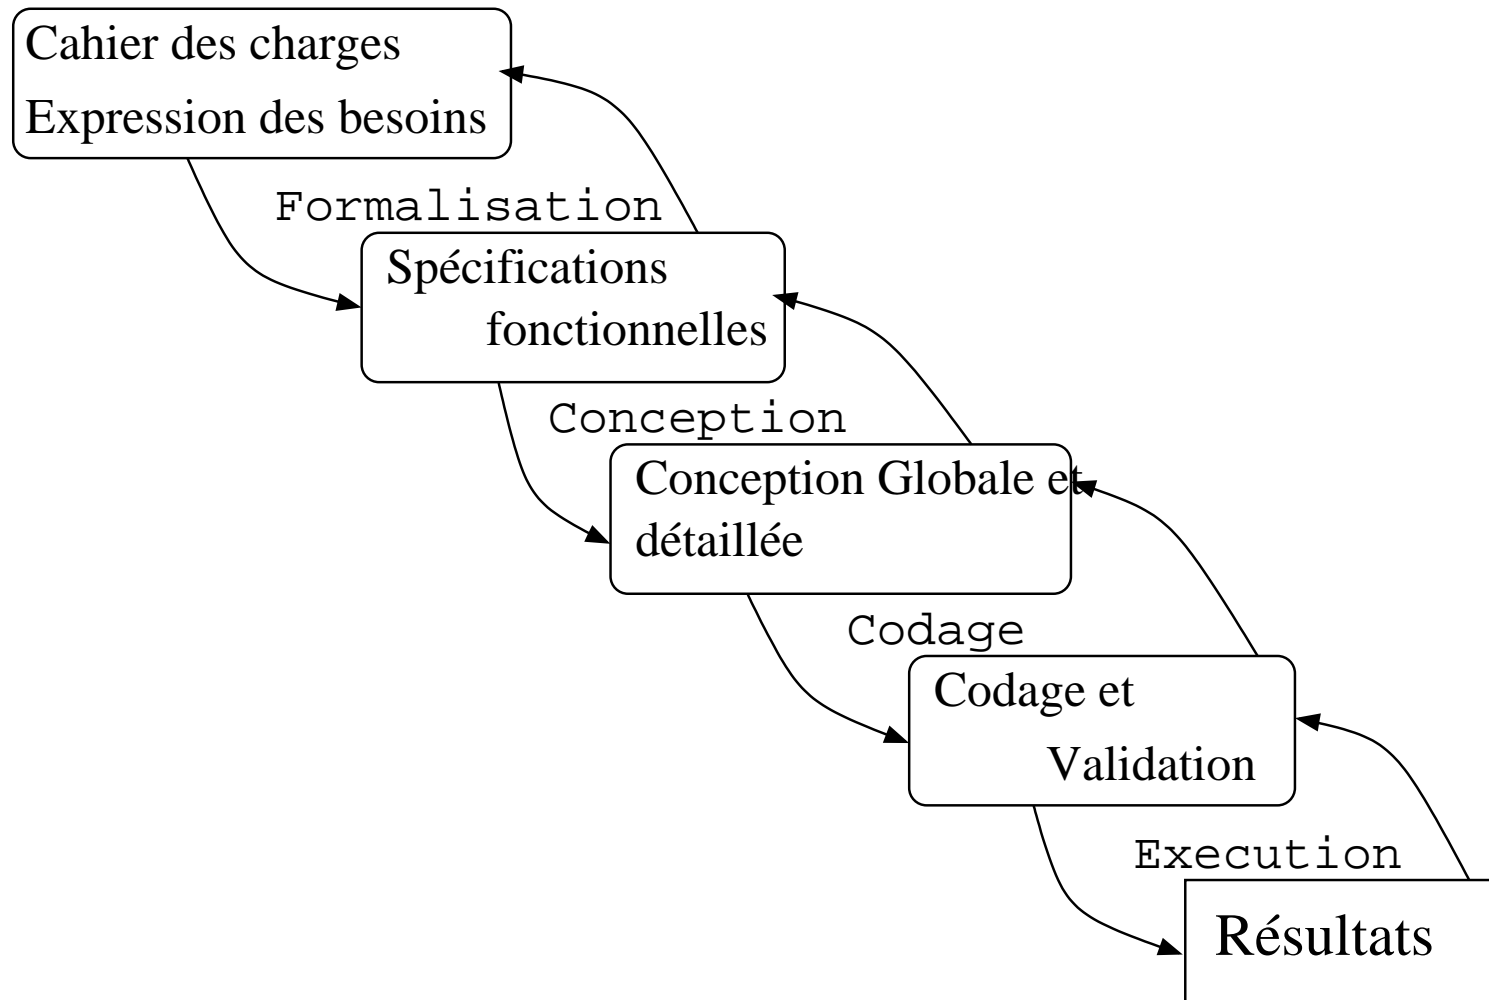 Cahier des charges
Expression des besoins
Formalisation
Spécifications
fonctionnelles
Conception
Conception Globale et
détaillée
Codage
Codage et
Validation
Execution
Résultats